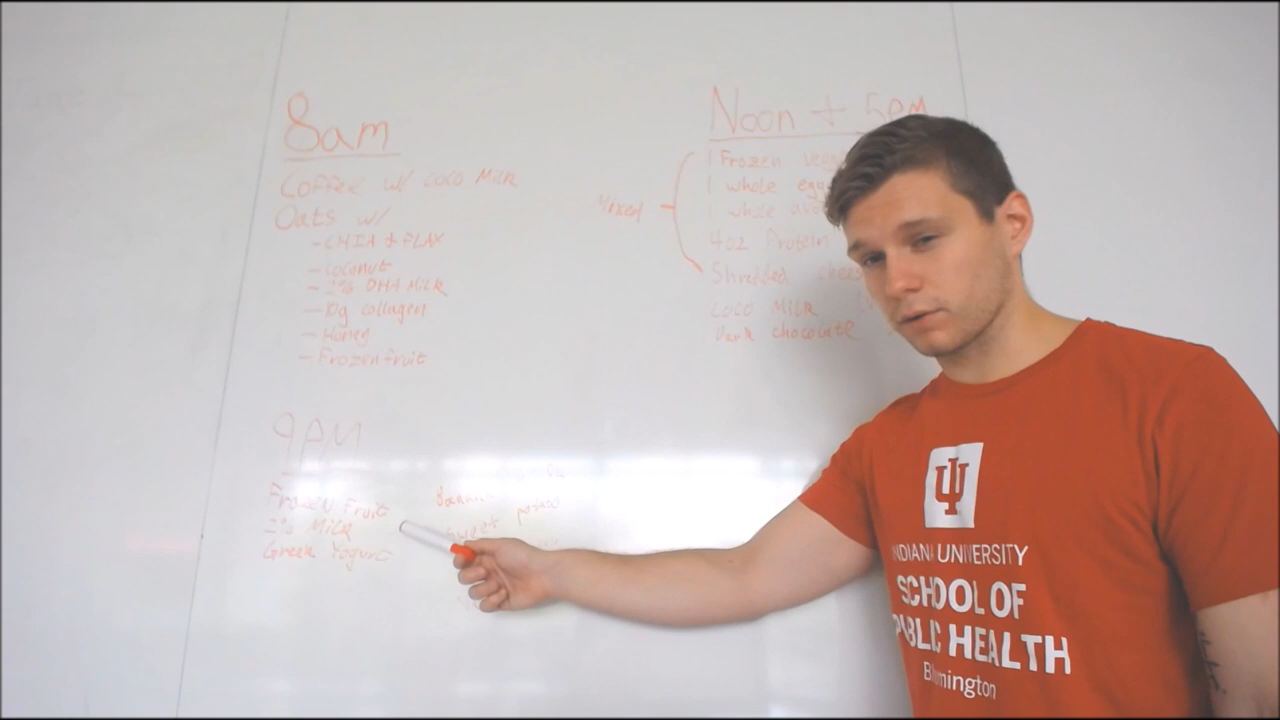 8am
Coffee w/ coco Milk
Oats w/
- CHIA & FLAX
- coconut
- 2% DHA Milk
- 10g collagen
- Honey
- Frozen fruit
Noon + 5pm
Mixed
1 Frozen
1 whole egg
1 whole
4oz Protein
Shredded
coco Milk
Dark chocolate
9PM
Frozen Fruit
2% Milk
Greek Yogurt
Sweet potato
INDIANA UNIVERSITY
SCHOOL OF
PUBLIC HEALTH
Bloomington